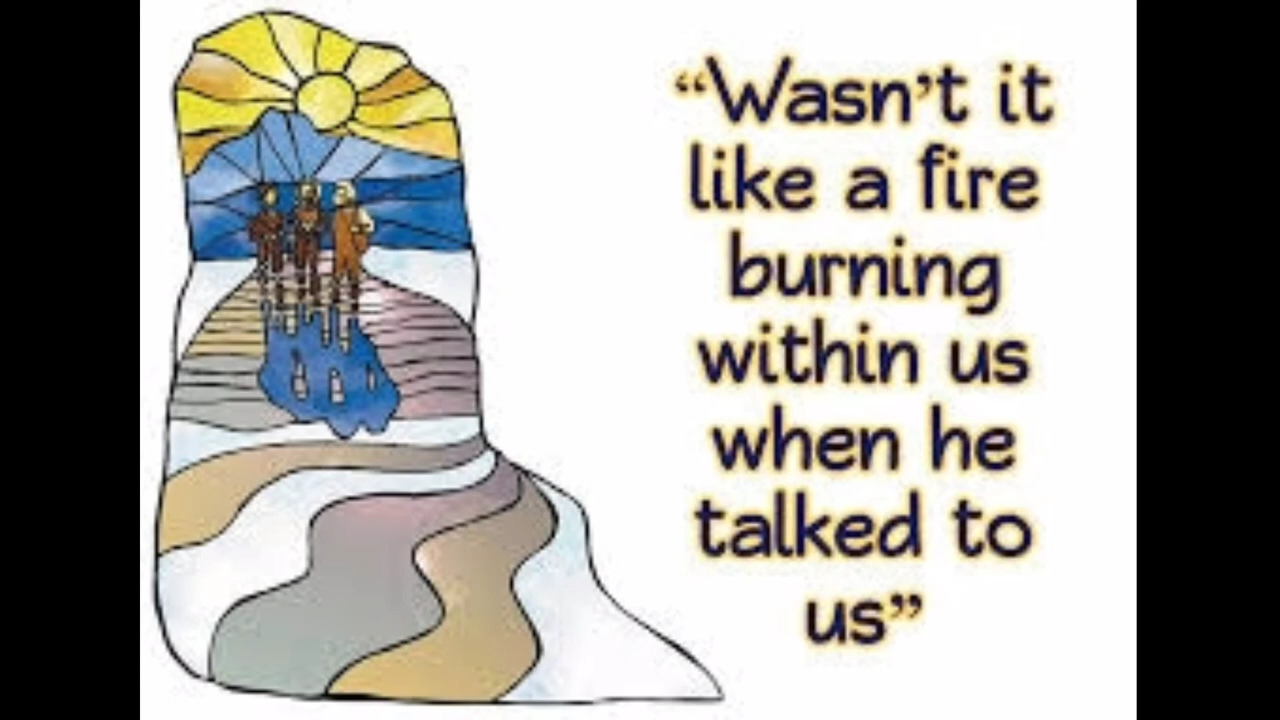 “Wasn’t it
like a fire
burning
within us
when he
talked to
us”